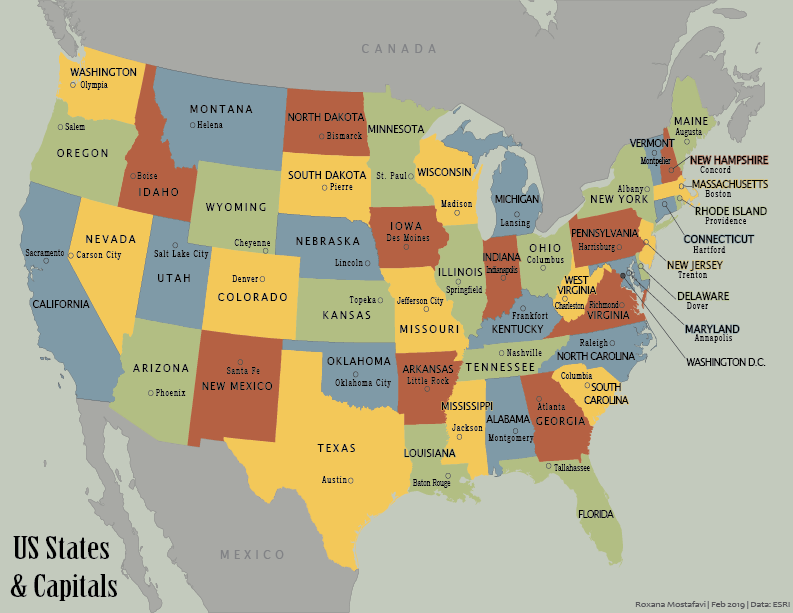 CANADA
WASHINGTON
Olympia
MONTANA
Helena
NORTH DAKOTA
Bismarck
MINNESOTA
St. Paul
MAINE
Augusta
Salem
OREGON
Boise
IDAHO
SOUTH DAKOTA
Pierre
WISCONSIN
Madison
MICHIGAN
Lansing
VERMONT
Montpelier
NEW HAMPSHIRE
Concord
MASSACHUSETTS
Boston
Albany
NEW YORK
RHODE ISLAND
Providence
CONNECTICUT
Hartford
WYOMING
Cheyenne
NEBRASKA
Lincoln
IOWA
Des Moines
ILLINOIS
Springfield
INDIANA
Indianapolis
OHIO
Columbus
PENNSYLVANIA
Harrisburg
NEW JERSEY
Trenton
DELAWARE
Dover
MARYLAND
Annapolis
WASHINGTON D.C.
NEVADA
Carson City
Sacramento
CALIFORNIA
Salt Lake City
UTAH
Denver
COLORADO
Topeka
KANSAS
Jefferson City
MISSOURI
WEST
VIRGINIA
Charleston
Richmond
VIRGINIA
Frankfort
KENTUCKY
Raleigh
NORTH CAROLINA
Nashville
TENNESSEE
ARIZONA
Phoenix
Santa Fe
NEW MEXICO
OKLAHOMA
Oklahoma City
ARKANSAS
Little Rock
Columbia
SOUTH
CAROLINA
MISSISSIPPI
Jackson
ALABAMA
Montgomery
Atlanta
GEORGIA
TEXAS
Austin
LOUISIANA
Baton Rouge
Tallahassee
FLORIDA
MEXICO
US States
& Capitals
Roxana Mostafavi | Feb 2019 | Data: ESRI